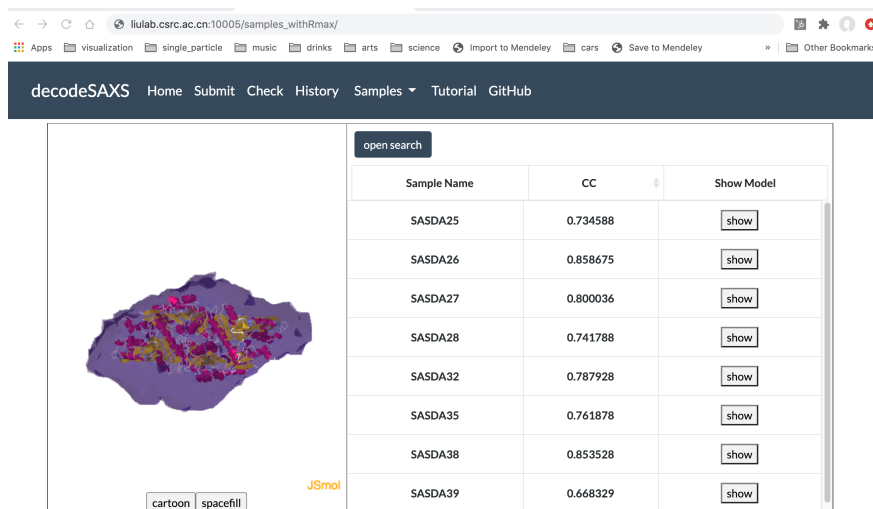 liulab.csrc.ac.cn:10005/samples_withRmax/
Apps visualization single_particle music drinks arts science Import to Mendeley cars Save to Mendeley » Other Bookmarks
decodeSAXS Home Submit Check History Samples Tutorial GitHub
open search
Sample Name CC Show Model
SASDA25 0.734588 show
SASDA26 0.858675 show
SASDA27 0.800036 show
SASDA28 0.741788 show
SASDA32 0.787928 show
SASDA35 0.761878 show
SASDA38 0.853528 show
SASDA39 0.668329 show
JSmol
cartoon spacefill